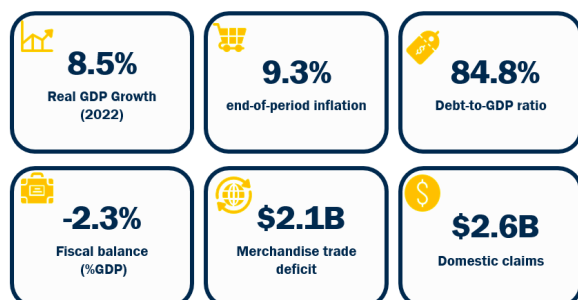 8.5%
Real GDP Growth
(2022)
9.3%
end-of-period inflation
84.8%
Debt-to-GDP ratio
-2.3%
Fiscal balance
(%GDP)
$2.1B
Merchandise trade
deficit
$2.6B
Domestic claims